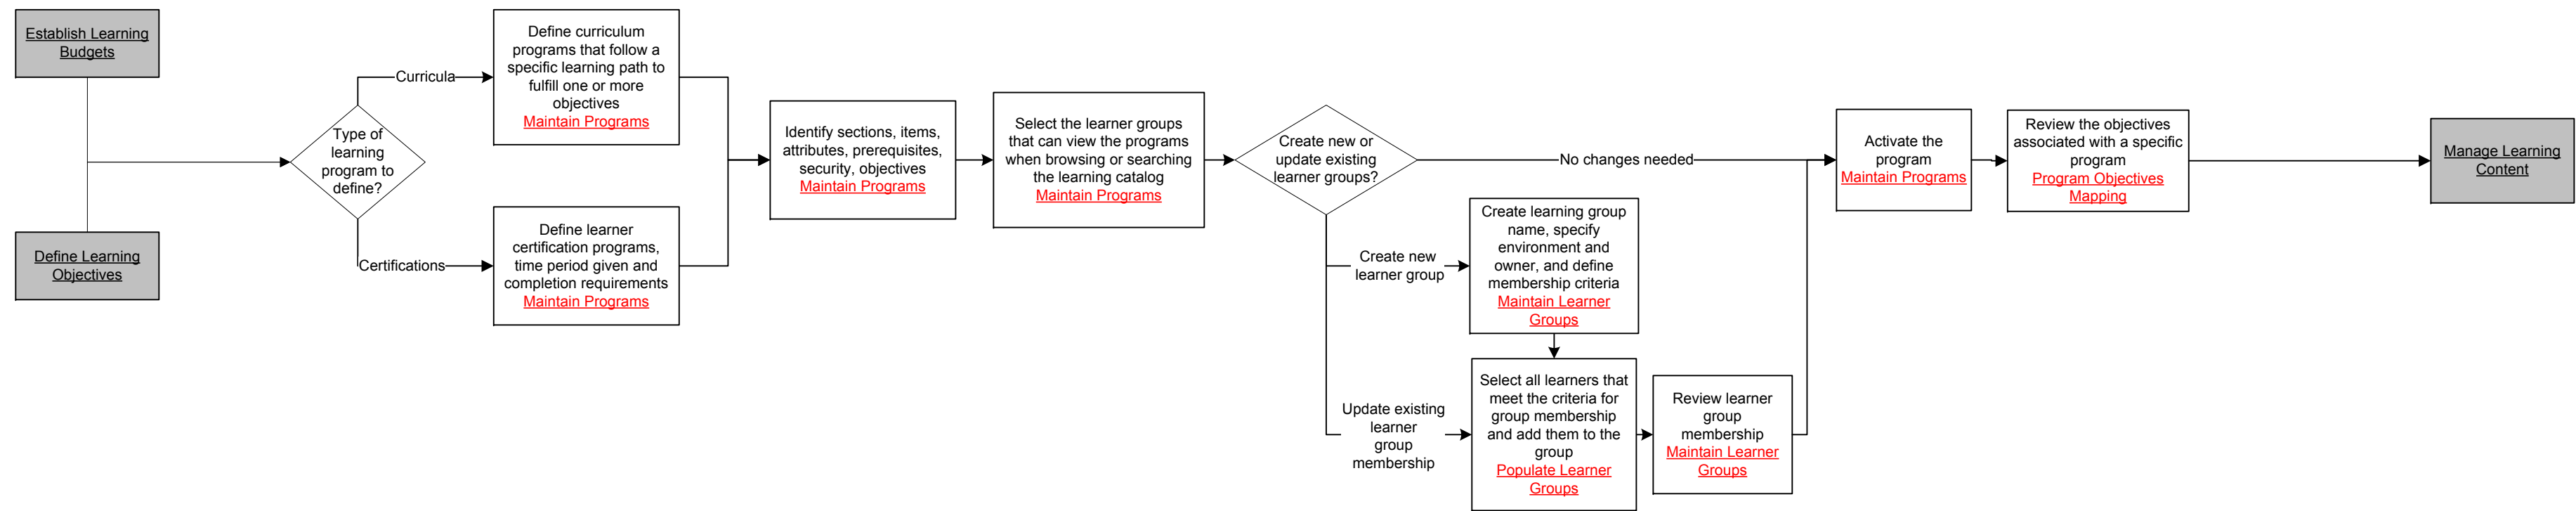 Establish Learning
Budgets
Define Learning
Objectives
Type of
learning
program to
define?
Curricula
Certifications
Define curriculum
programs that follow a
specific learning path to
fulfill one or more
objectives
Maintain Programs
Define learner
certification programs,
time period given and
completion requirements
Maintain Programs
Identify sections, items,
attributes, prerequisites,
security, objectives
Maintain Programs
Select the learner groups
that can view the programs
when browsing or searching
the learning catalog
Maintain Programs
Create new or
update existing
learner groups?
No changes needed
Create new
learner group
Update existing
learner
group
membership
Create learning group
name, specify
environment and
owner, and define
membership criteria
Maintain Learner
Groups
Select all learners that
meet the criteria for
group membership
and add them to the
group
Populate Learner
Groups
Review learner
group
membership
Maintain Learner
Groups
Activate the
program
Maintain Programs
Review the objectives
associated with a specific
program
Program Objectives
Mapping
Manage Learning
Content